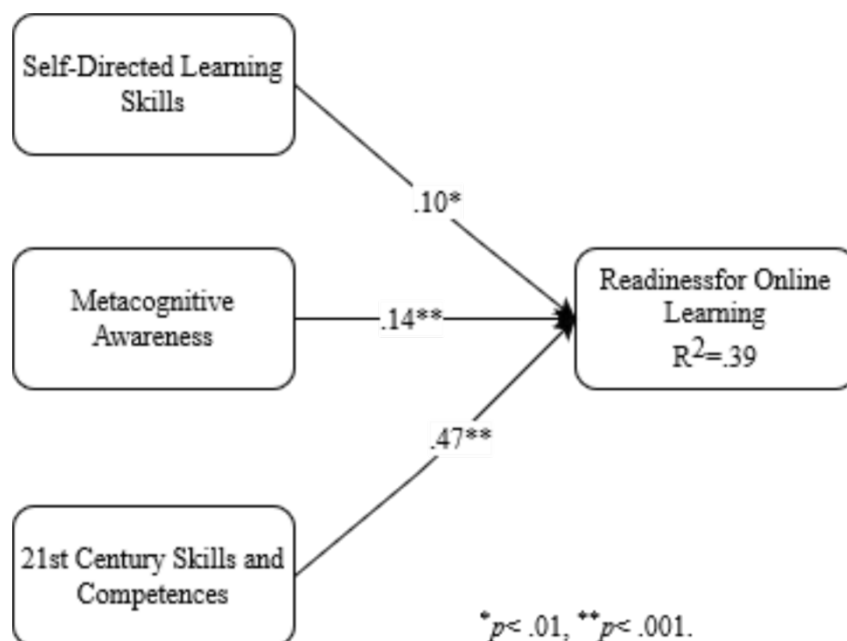 Self-Directed Learning
Skills
.10*
Metacognitive
Awareness
.14**
Readinessfor Online
Learning
R²=.39
.47**
21st Century Skills and
Competences
*p< .01, **p< .001.